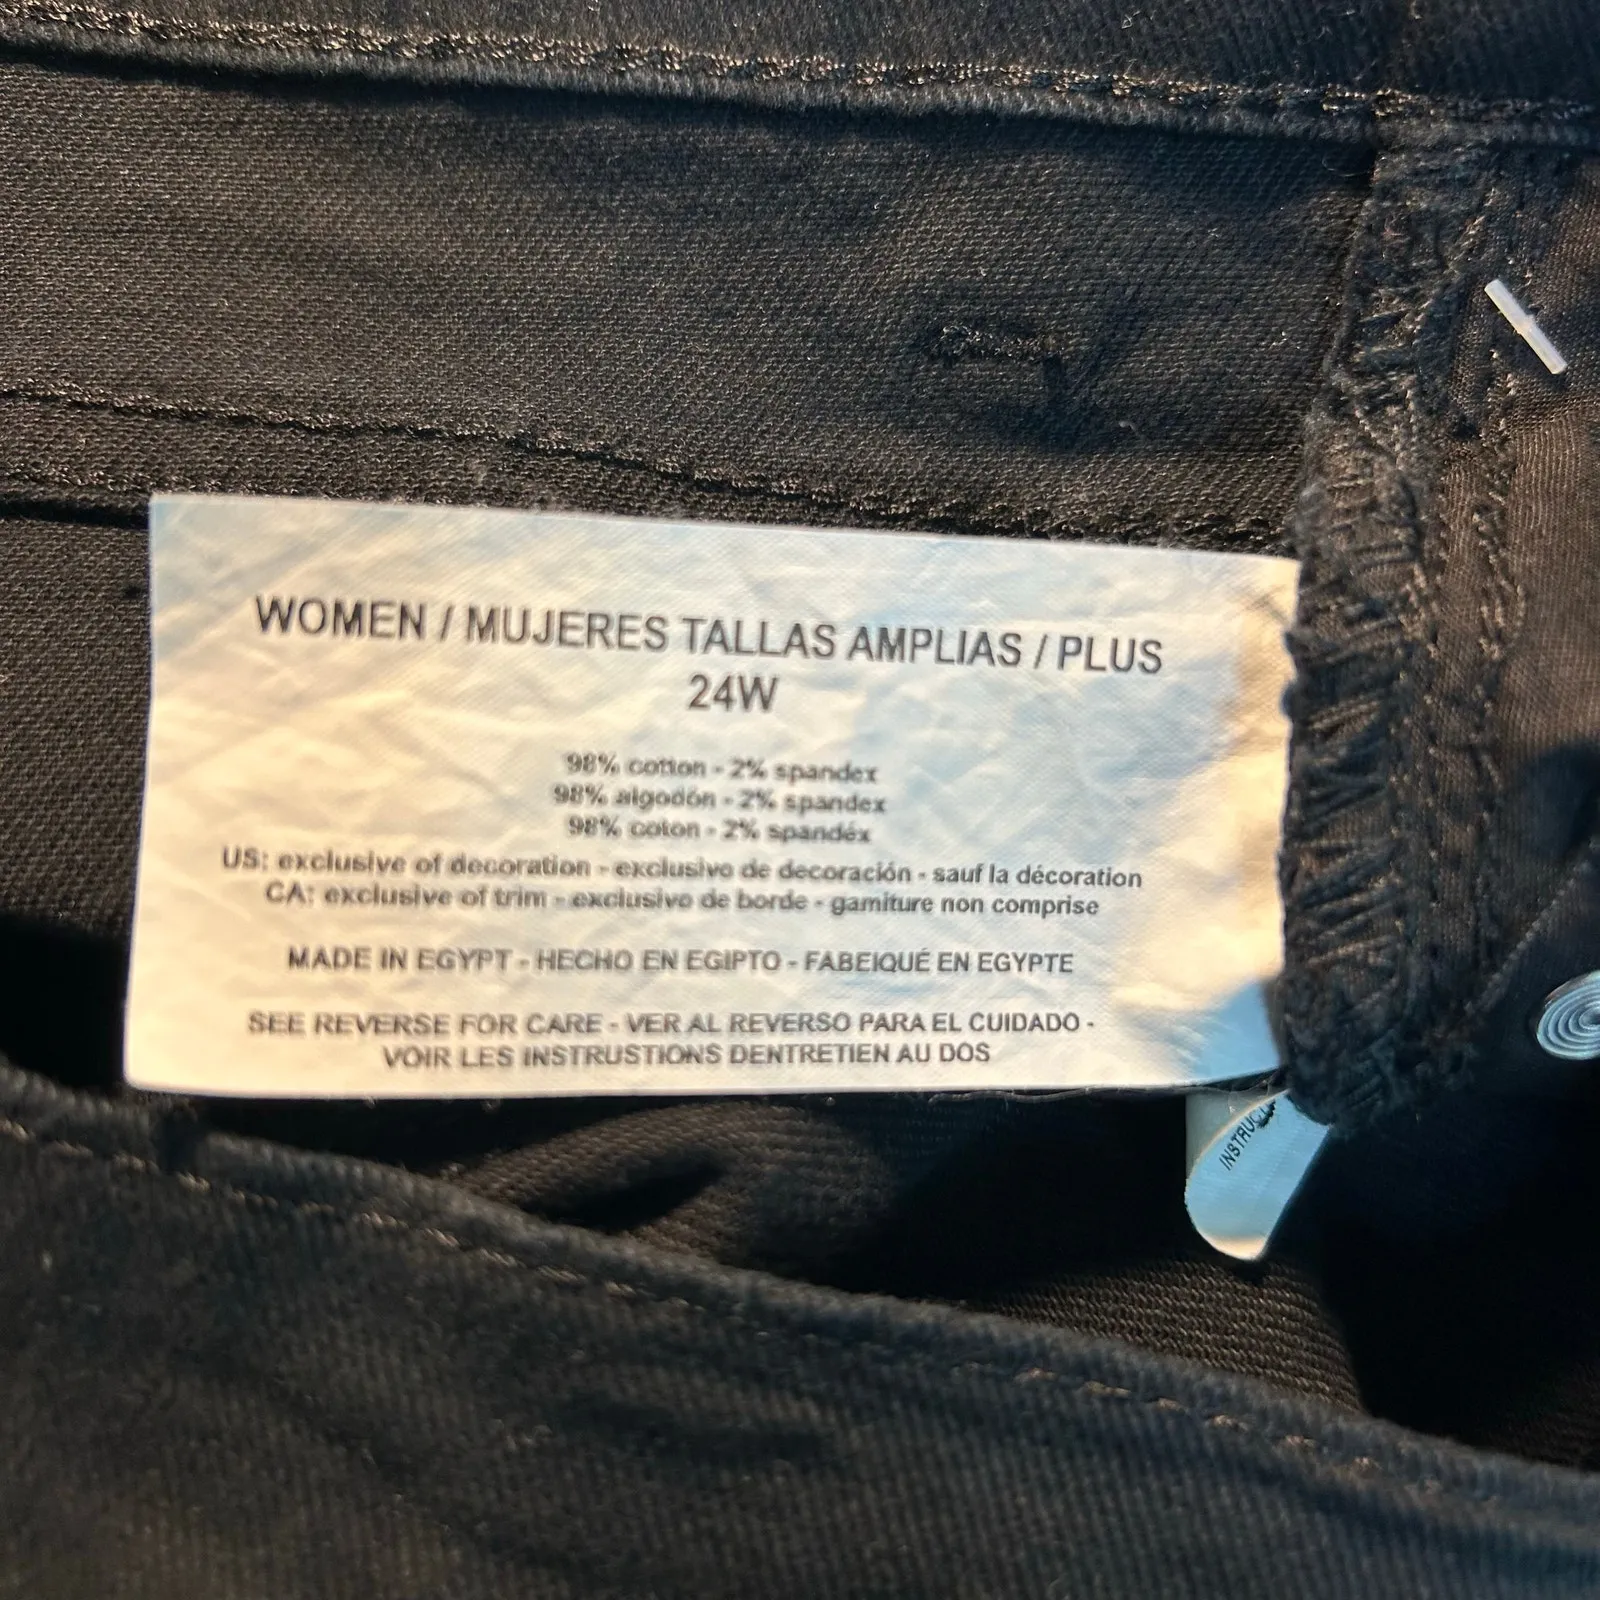 WOMEN / MUJERES TALLAS AMPLIAS / PLUS
24W
98% cotton - 2% spandex
98% algodón - 2% spandex
98% coton - 2% spandéx
US: exclusive of decoration - exclusivo de decoración - sauf la décoration
CA: exclusive of trim - exclusivo de borde - gamiture non comprise
MADE IN EGYPT - HECHO EN EGIPTO - FABEIQUÉ EN EGYPTE
SEE REVERSE FOR CARE - VER AL REVERSO PARA EL CUIDADO -
VOIR LES INSTRUSTIONS DENTRETIEN AU DOS